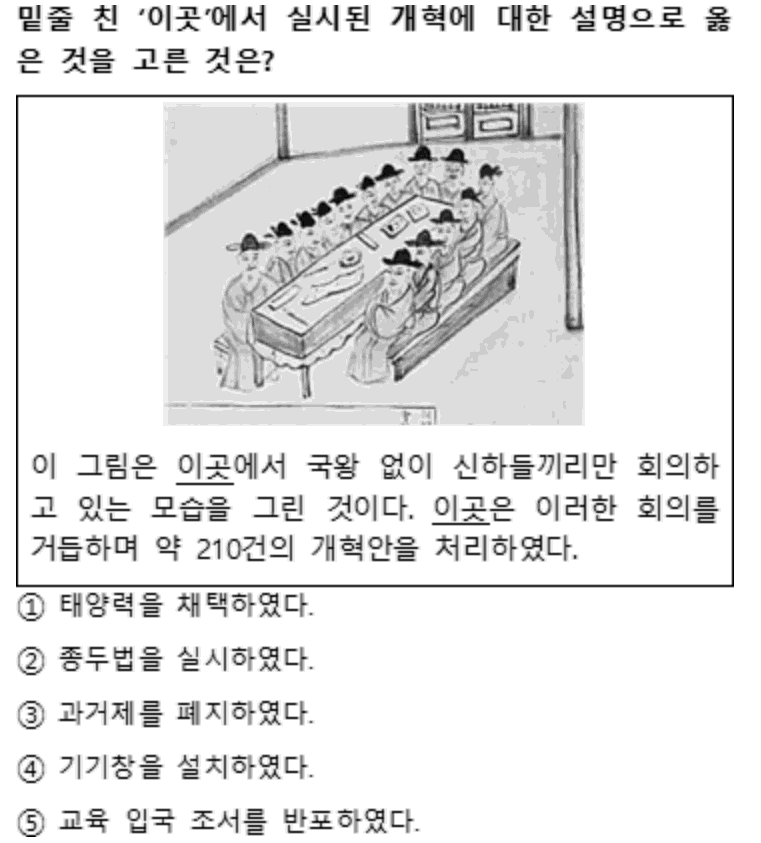 밑줄 친 ‘이곳’에서 실시된 개혁에 대한 설명으로 옳
은 것을 고른 것은?
이 그림은 이곳에서 국왕 없이 신하들끼리만 회의하
고 있는 모습을 그린 것이다. 이곳은 이러한 회의를
거듭하며 약 210건의 개혁안을 처리하였다.
① 태양력을 채택하였다.
② 종두법을 실시하였다.
③ 과거제를 폐지하였다.
④ 기기창을 설치하였다.
⑤ 교육 입국 조서를 반포하였다.